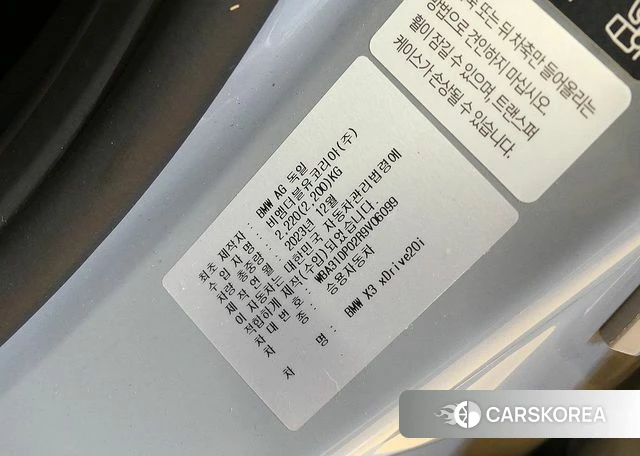 쪽 또는 뒤 차축만 들어올리는
방법으로 견인하지 마십시오.
휠이 잠길 수 있으며, 트랜스퍼
케이스가 손상될 수 있습니다.
최초 제작자 : BMW AG 독일
수입자명 : 비엠더블유코리아(주)
차량 총중량 : 2,220(2,200)KG
제작연월 : 2023년 12월
이 자동차는 대한민국 자동차관리법령에
적합하게 제작(수입)되었습니다.
차대번호 : WBA31DP02R9V06099
차 종 : 승용자동차
차 명 : BMW X3 xDrive20i
CARSKOREA